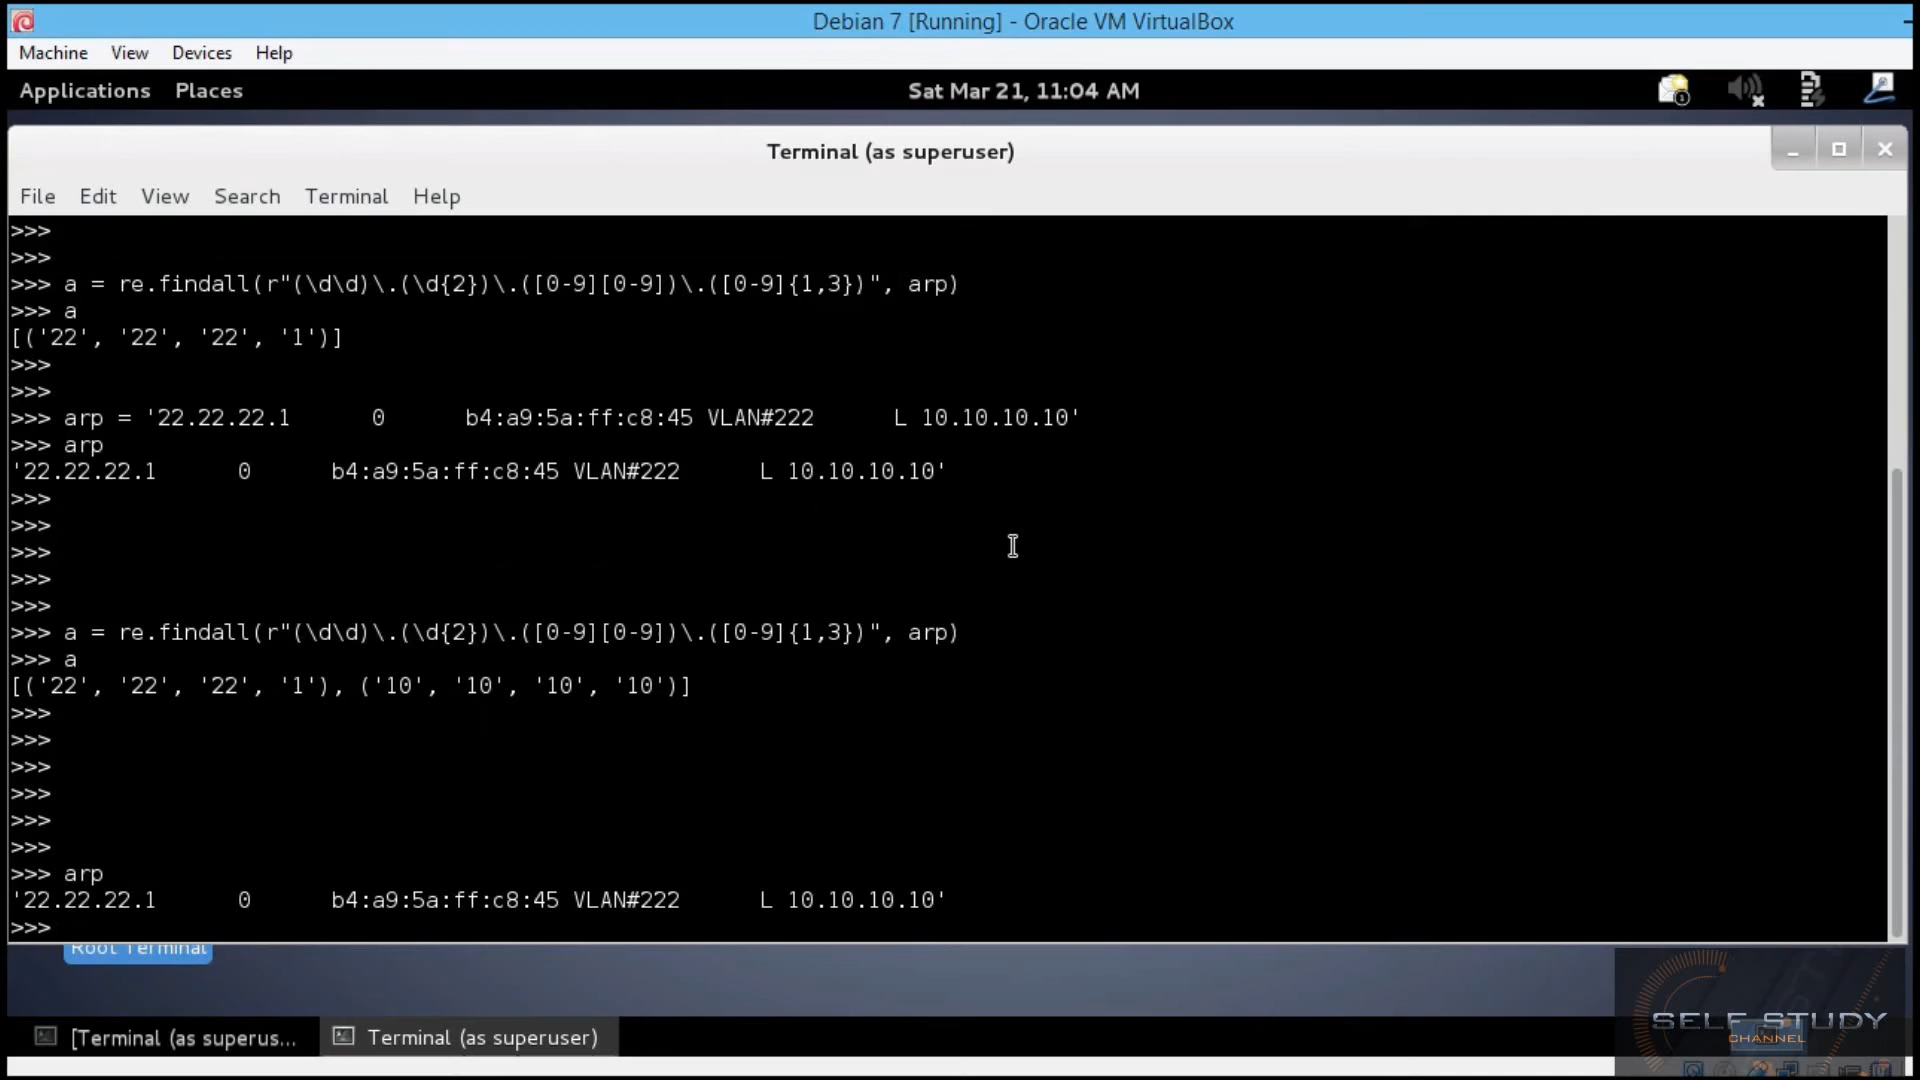 Debian 7 [Running] - Oracle VM VirtualBox
Machine View Devices Help
Applications Places Sat Mar 21, 11:04 AM
Terminal (as superuser)
File Edit View Search Terminal Help
>>>
>>>
>>> a = re.findall(r"(\d\d)\.(\d{2})\.([0-9][0-9])\.([0-9]{1,3})", arp)
>>> a
[('22', '22', '22', '1')]
>>>
>>>
>>> arp = '22.22.22.1      0      b4:a9:5a:ff:c8:45 VLAN#222      L 10.10.10.10'
>>> arp
'22.22.22.1      0      b4:a9:5a:ff:c8:45 VLAN#222      L 10.10.10.10'
>>>
>>>
>>>
>>>
>>>
>>> a = re.findall(r"(\d\d)\.(\d{2})\.([0-9][0-9])\.([0-9]{1,3})", arp)
>>> a
[('22', '22', '22', '1'), ('10', '10', '10', '10')]
>>>
>>>
>>>
>>>
>>>
>>>
>>> arp
'22.22.22.1      0      b4:a9:5a:ff:c8:45 VLAN#222      L 10.10.10.10'
>>>
Root Terminal
[Terminal (as superus... Terminal (as superuser)
SELF STUDY
CHANNEL